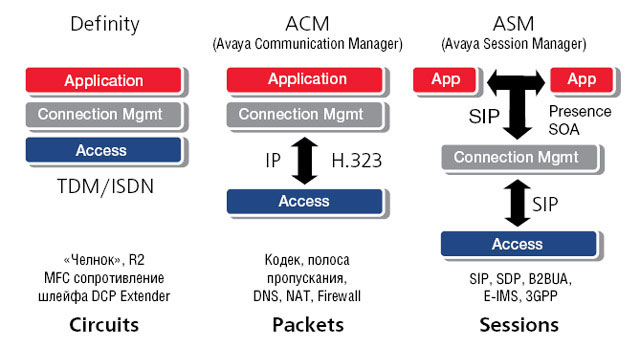 Definity
Application
Connection Mgmt
Access
TDM/ISDN
«Челнок», R2
MFC сопротивление
шлейфа DCP Extender
Circuits
ACM
(Avaya Communication Manager)
Application
Connection Mgmt
IP
H.323
Access
Кодек, полоса
пропускания,
DNS, NAT, Firewall
Packets
ASM
(Avaya Session Manager)
App
App
SIP
Presence
SOA
Connection Mgmt
SIP
Access
SIP, SDP, B2BUA,
E-IMS, 3GPP
Sessions